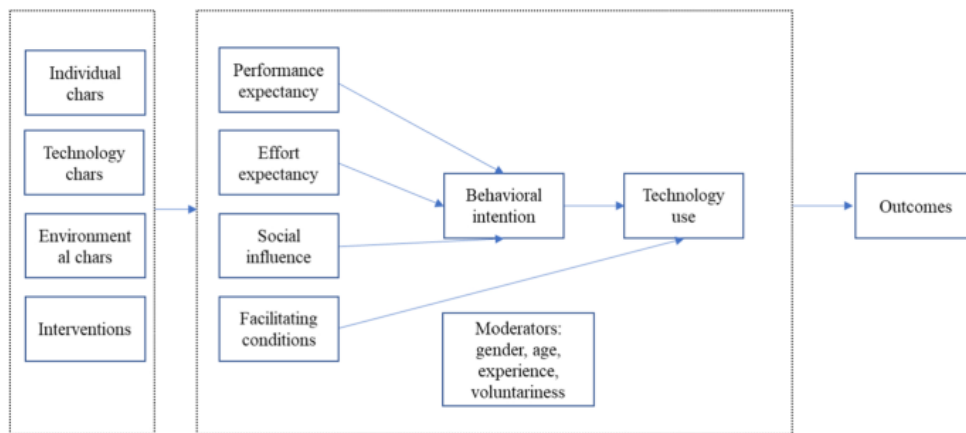 Individual
chars
Technology
chars
Environment
al chars
Interventions
Performance
expectancy
Effort
expectancy
Social
influence
Facilitating
conditions
Behavioral
intention
Technology
use
Moderators:
gender, age,
experience,
voluntariness
Outcomes